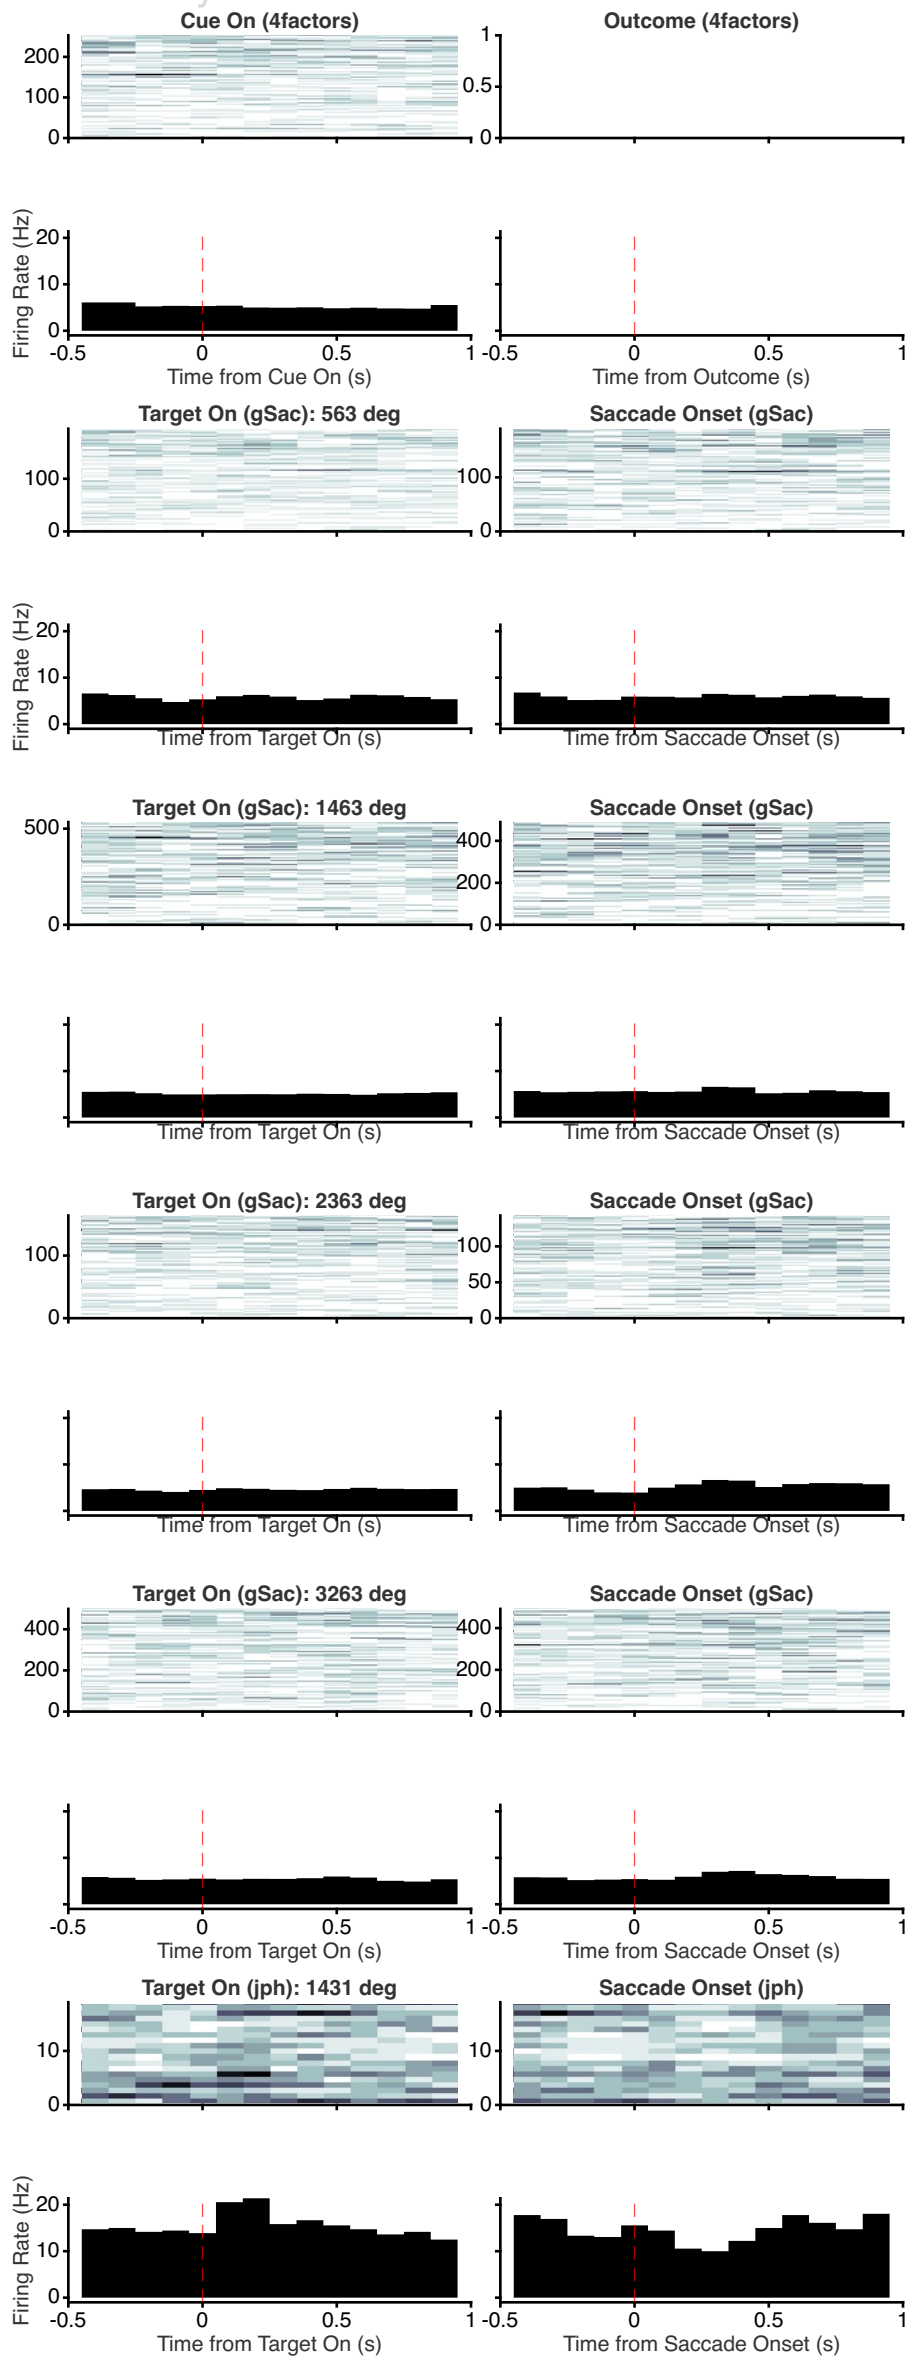 Cue On (4factors) Outcome (4factors)
200
100
0
1
0.5
0
Firing Rate (Hz)
20
10
0
-0.5 0 0.5 1 -0.5 0 0.5 1
Time from Cue On (s) Time from Outcome (s)
Target On (gSac): 563 deg Saccade Onset (gSac)
100
0
100
0
Firing Rate (Hz)
20
10
0
Time from Target On (s) Time from Saccade Onset (s)
Target On (gSac): 1463 deg Saccade Onset (gSac)
500
0
400
200
0
Time from Target On (s) Time from Saccade Onset (s)
Target On (gSac): 2363 deg Saccade Onset (gSac)
100
0
100
50
0
Time from Target On (s) Time from Saccade Onset (s)
Target On (gSac): 3263 deg Saccade Onset (gSac)
400
200
0
400
200
0
-0.5 0 0.5 1 -0.5 0 0.5 1
Time from Target On (s) Time from Saccade Onset (s)
Target On (jph): 1431 deg Saccade Onset (jph)
10
0
10
0
Firing Rate (Hz)
20
10
0
-0.5 0 0.5 1 -0.5 0 0.5 1
Time from Target On (s) Time from Saccade Onset (s)